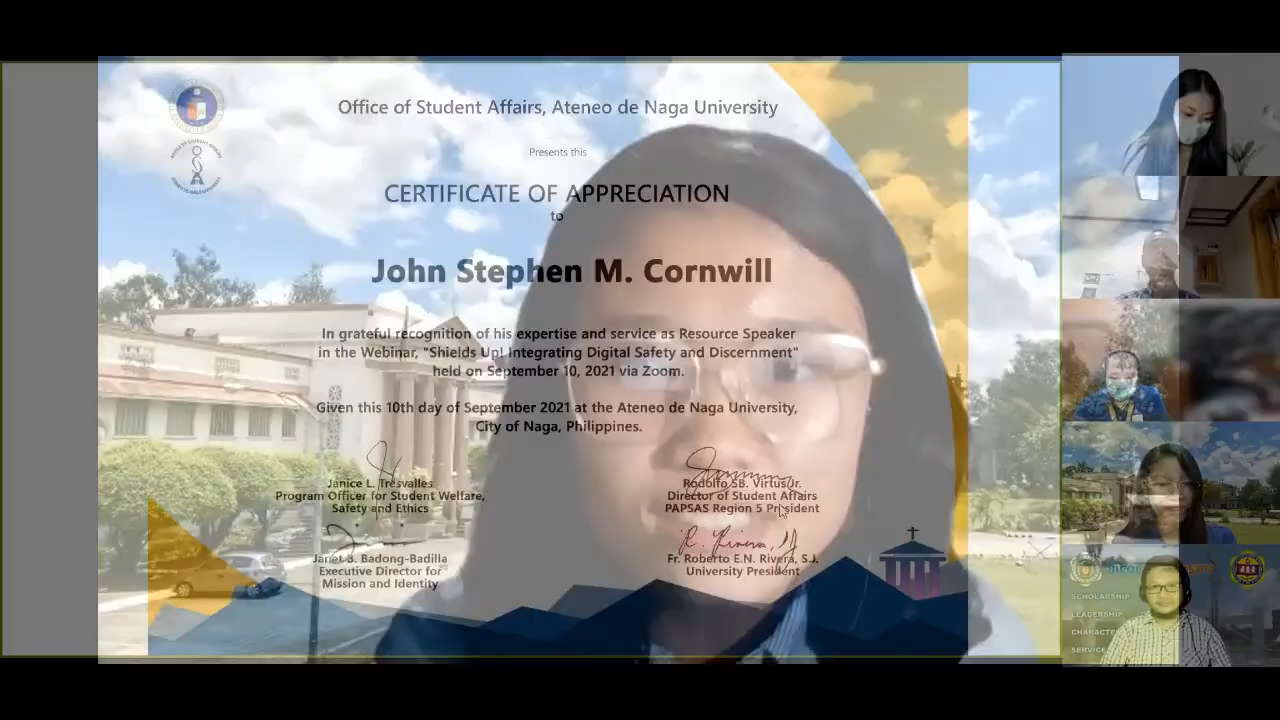 Office of Student Affairs, Ateneo de Naga University
Presents this
CERTIFICATE OF APPRECIATION
to
John Stephen M. Cornwill
In grateful recognition of his expertise and service as Resource Speaker
in the Webinar, "Shields Up! Integrating Digital Safety and Discernment"
held on September 10, 2021 via Zoom.
Given this 10th day of September 2021 at the Ateneo de Naga University,
City of Naga, Philippines.
Janice L. Tresvalles
Program Officer for Student Welfare,
Safety and Ethics
Rodolfo SB. Virtus Jr.
Director of Student Affairs
PAPSAS Region 5 President
Janet B. Badong-Badilla
Executive Director for
Mission and Identity
Fr. Roberto E.N. Rivera, S.J.
University President
SCHOLARSHIP
LEADERSHIP
CHARACTE
SERVICE